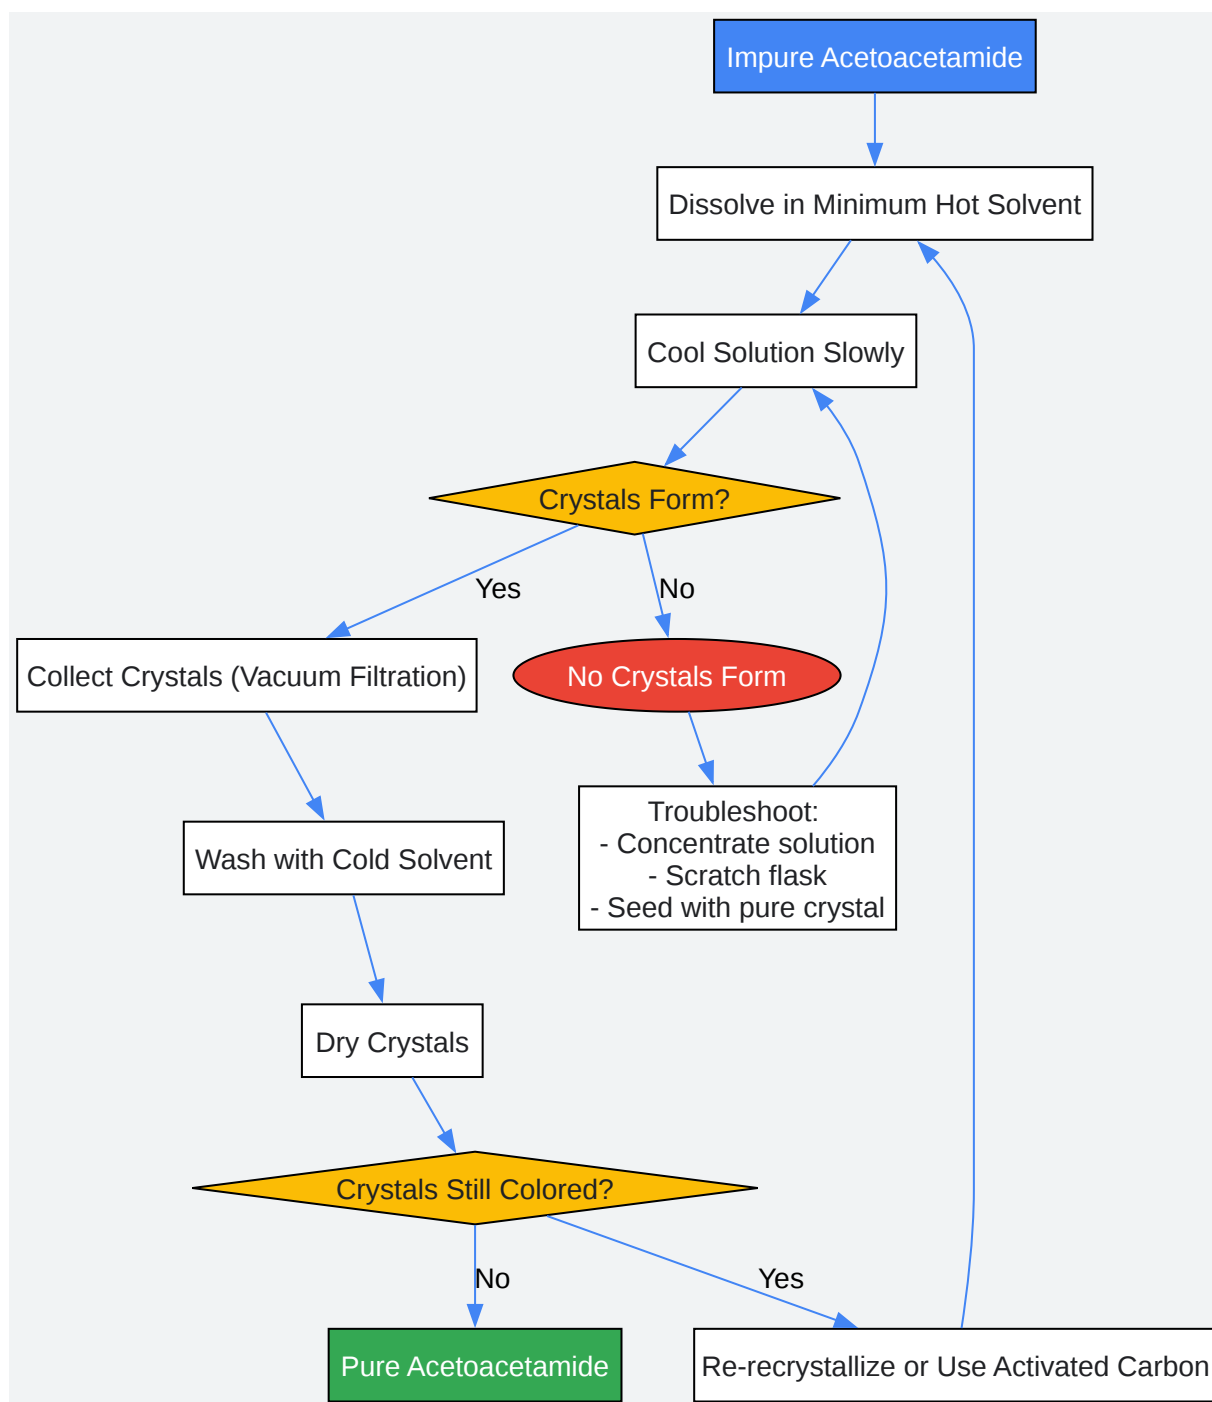 Impure Acetoacetamide
Dissolve in Minimum Hot Solvent
Cool Solution Slowly
Crystals Form?
Yes
No
Collect Crystals (Vacuum Filtration)
No Crystals Form
Troubleshoot:
- Concentrate solution
- Scratch flask
- Seed with pure crystal
Wash with Cold Solvent
Dry Crystals
Crystals Still Colored?
No
Yes
Pure Acetoacetamide
Re-recrystallize or Use Activated Carbon